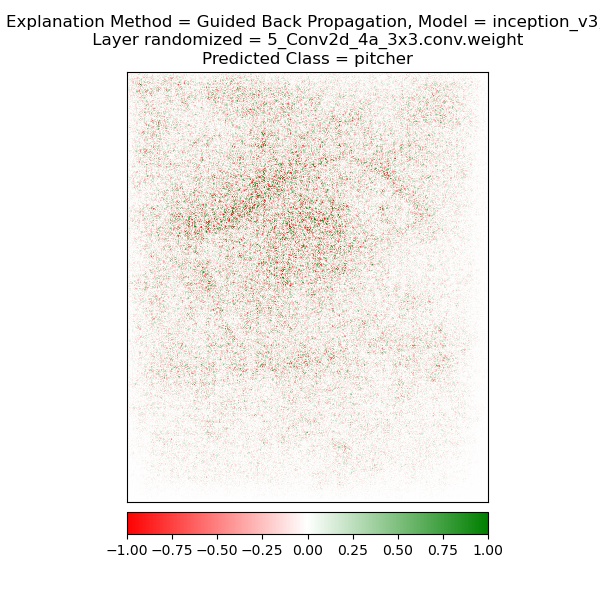 Explanation Method = Guided Back Propagation, Model = inception_v3
Layer randomized = 5_Conv2d_4a_3x3.conv.weight
Predicted Class = pitcher
−1.00 −0.75 −0.50 −0.25 0.00 0.25 0.50 0.75 1.00